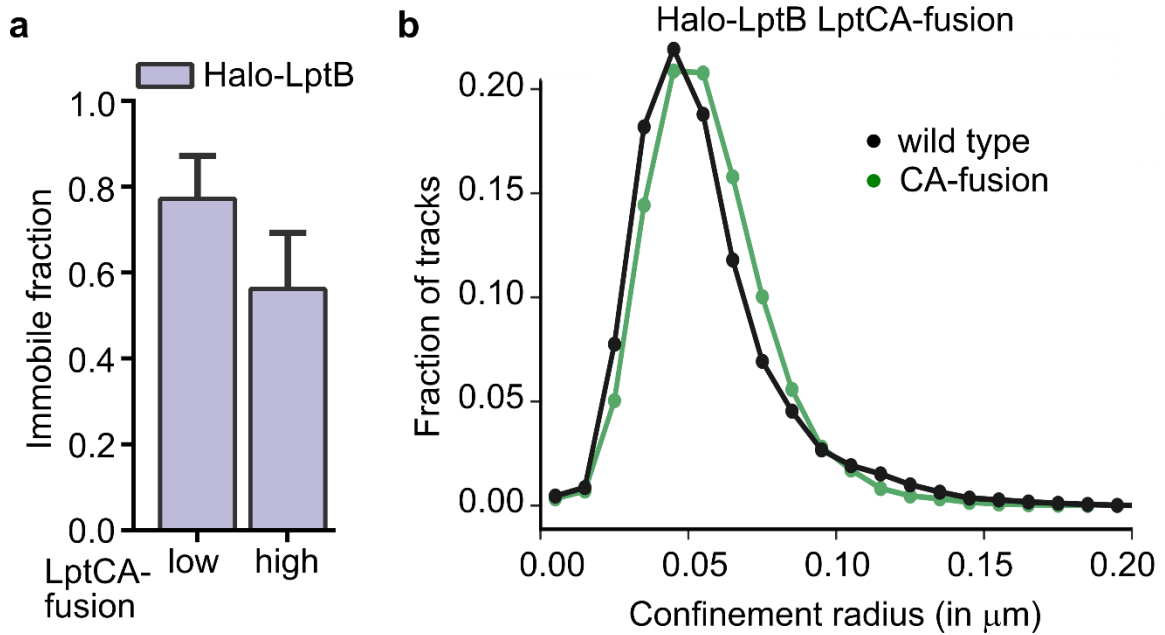 a
Halo-LptB
1.0
0.8
0.6
0.4
0.2
0.0
Immobile fraction
low high
LptCA-
fusion
b
Halo-LptB LptCA-fusion
0.20
0.15
0.10
0.05
0.00
Fraction of tracks
wild type
CA-fusion
0.00 0.05 0.10 0.15 0.20
Confinement radius (in μm)